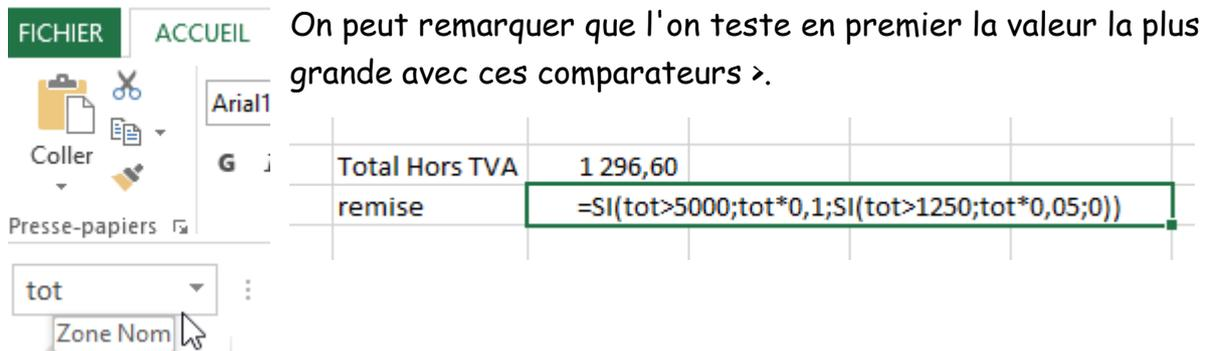 FICHIER ACCUEIL
Coller
Arial1
G
Presse-papiers
tot
Zone Nom
On peut remarquer que l'on teste en premier la valeur la plus
grande avec ces comparateurs >.
Total Hors TVA 1 296,60
remise =SI(tot>5000;tot*0,1;SI(tot>1250;tot*0,05;0))